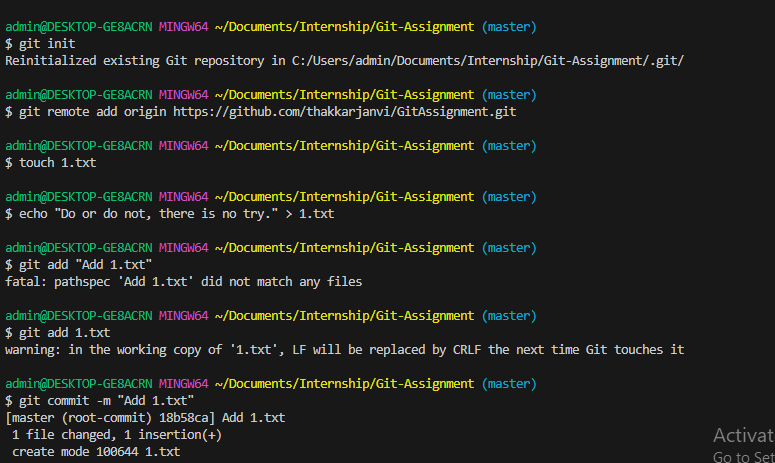 admin@DESKTOP-GE8ACRN MINGW64 ~/Documents/Internship/Git-Assignment (master)
$ git init
Reinitialized existing Git repository in C:/Users/admin/Documents/Internship/Git-Assignment/.git/
admin@DESKTOP-GE8ACRN MINGW64 ~/Documents/Internship/Git-Assignment (master)
$ git remote add origin https://github.com/thakkarjanvi/GitAssignment.git
admin@DESKTOP-GE8ACRN MINGW64 ~/Documents/Internship/Git-Assignment (master)
$ touch 1.txt
admin@DESKTOP-GE8ACRN MINGW64 ~/Documents/Internship/Git-Assignment (master)
$ echo "Do or do not, there is no try." > 1.txt
admin@DESKTOP-GE8ACRN MINGW64 ~/Documents/Internship/Git-Assignment (master)
$ git add "Add 1.txt"
fatal: pathspec 'Add 1.txt' did not match any files
admin@DESKTOP-GE8ACRN MINGW64 ~/Documents/Internship/Git-Assignment (master)
$ git add 1.txt
warning: in the working copy of '1.txt', LF will be replaced by CRLF the next time Git touches it
admin@DESKTOP-GE8ACRN MINGW64 ~/Documents/Internship/Git-Assignment (master)
$ git commit -m "Add 1.txt"
[master (root-commit) 18b58ca] Add 1.txt
 1 file changed, 1 insertion(+)
 create mode 100644 1.txt
Activat
Go to Set